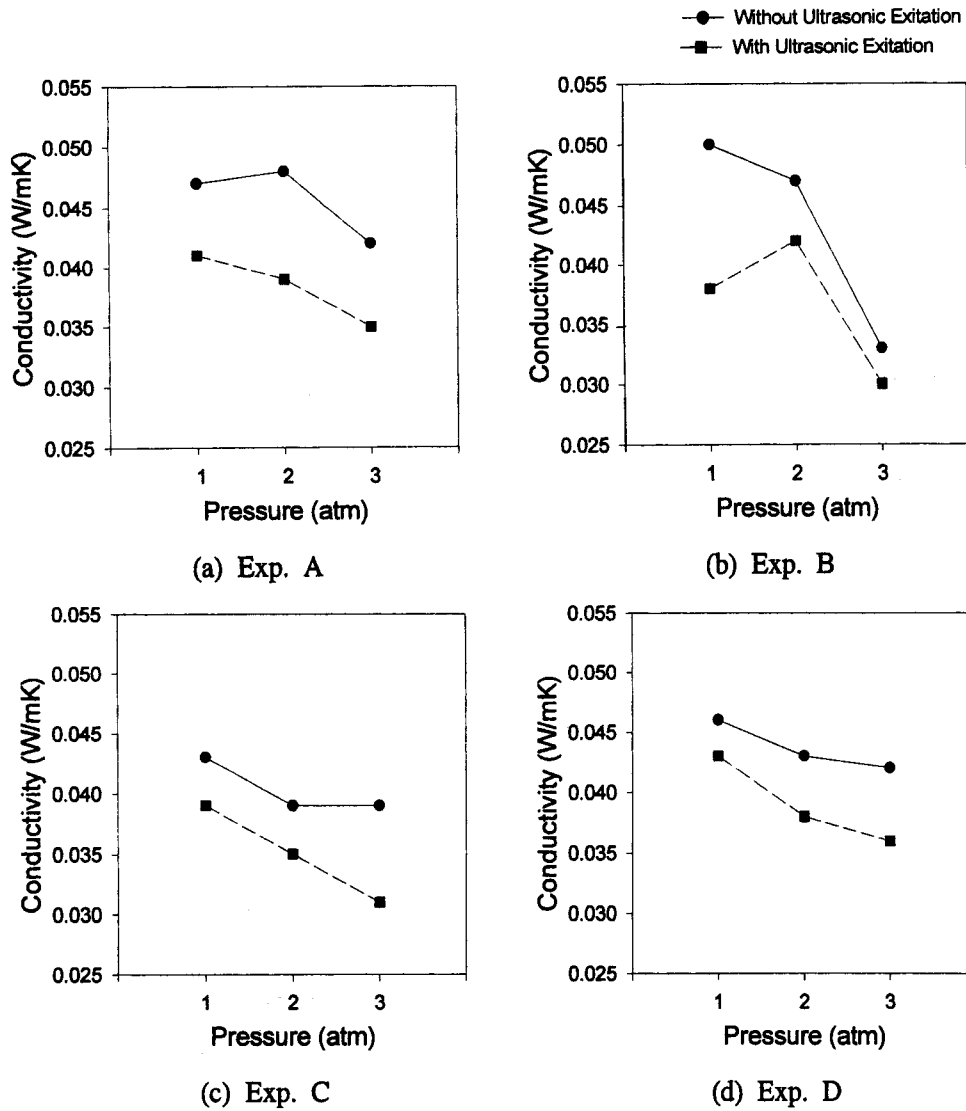 Without Ultrasonic Exitation
With Ultrasonic Exitation
0.055
0.050
0.045
0.040
0.035
0.030
0.025
Conductivity (W/mK)
1 2 3
Pressure (atm)
(a) Exp. A
0.055
0.050
0.045
0.040
0.035
0.030
0.025
Conductivity (W/mK)
1 2 3
Pressure (atm)
(b) Exp. B
0.055
0.050
0.045
0.040
0.035
0.030
0.025
Conductivity (W/mK)
1 2 3
Pressure (atm)
(c) Exp. C
0.055
0.050
0.045
0.040
0.035
0.030
0.025
Conductivity (W/mK)
1 2 3
Pressure (atm)
(d) Exp. D